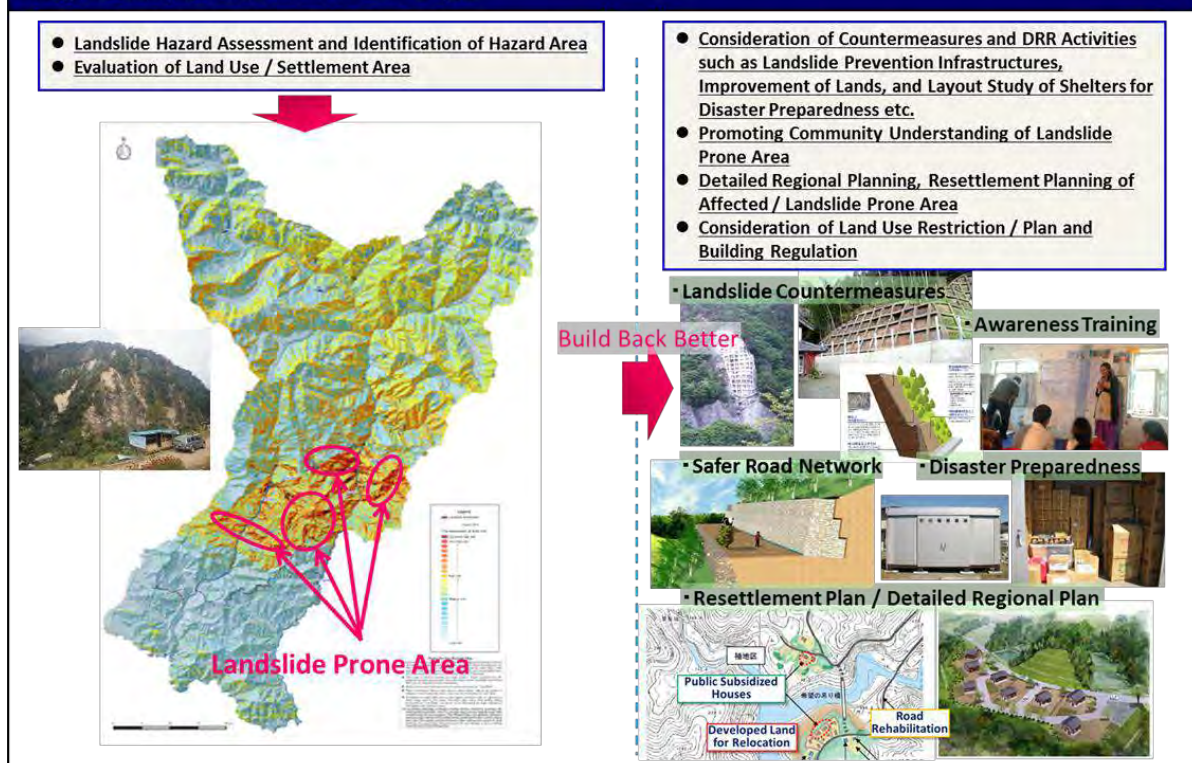 ● Landslide Hazard Assessment and Identification of Hazard Area
● Evaluation of Land Use / Settlement Area
Landslide Prone Area
● Consideration of Countermeasures and DRR Activities
such as Landslide Prevention Infrastructures,
Improvement of Lands, and Layout Study of Shelters for
Disaster Preparedness etc.
● Promoting Community Understanding of Landslide
Prone Area
● Detailed Regional Planning, Resettlement Planning of
Affected / Landslide Prone Area
● Consideration of Land Use Restriction / Plan and
Building Regulation
Build Back Better
・Landslide Countermeasures
・Awareness Training
・Safer Road Network
・Disaster Preparedness
・Resettlement Plan / Detailed Regional Plan
Public Subsidized
Houses
Developed Land
for Relocation
Road
Rehabilitation